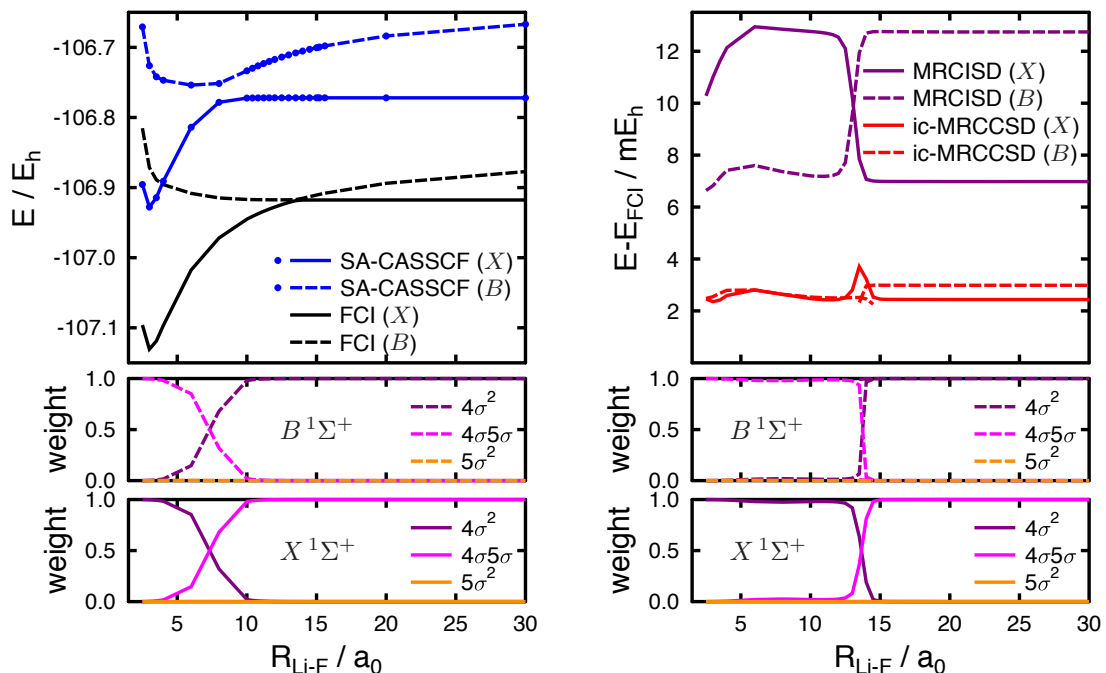 E / E_h
-106.7
-106.8
-106.9
-107.0
-107.1
SA-CASSCF (X)
SA-CASSCF (B)
FCI (X)
FCI (B)
weight
1.0
0.5
0.0
B ¹Σ⁺
4σ²
4σ5σ
5σ²
weight
1.0
0.5
0.0
X ¹Σ⁺
4σ²
4σ5σ
5σ²
5 10 15 20 25 30
R_Li-F / a_0
E-E_FCI / mE_h
12
10
8
6
4
2
MRCISD (X)
MRCISD (B)
ic-MRCCSD (X)
ic-MRCCSD (B)
weight
1.0
0.5
0.0
B ¹Σ⁺
4σ²
4σ5σ
5σ²
weight
1.0
0.5
0.0
X ¹Σ⁺
4σ²
4σ5σ
5σ²
5 10 15 20 25 30
R_Li-F / a_0